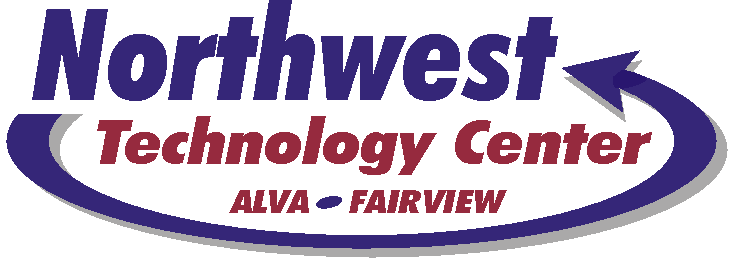 Northwest
Technology Center
ALVA • FAIRVIEW